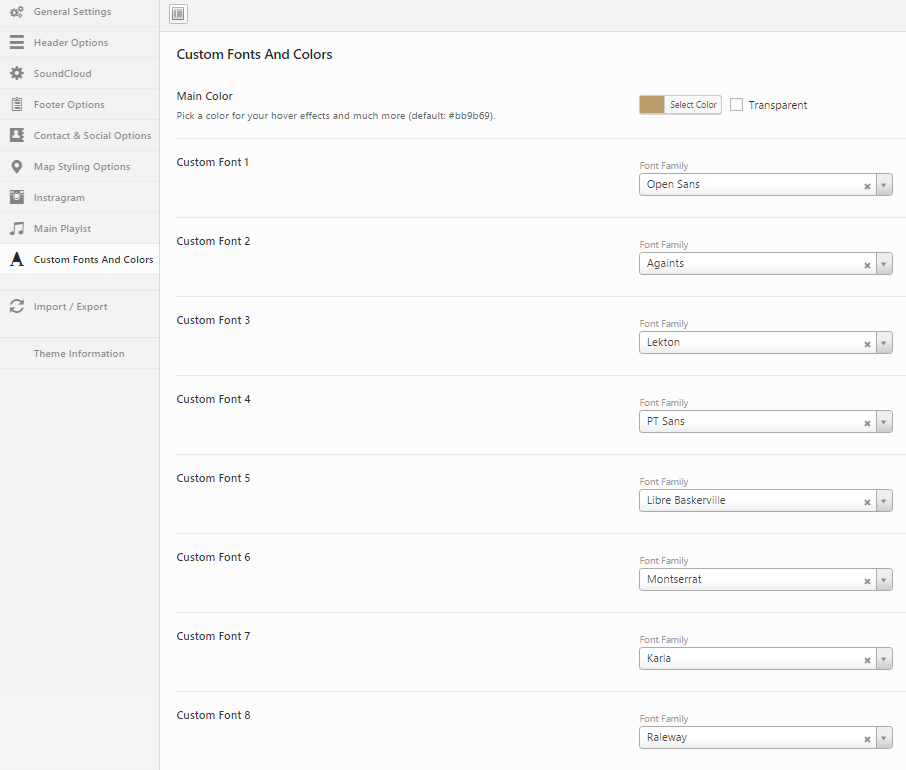 General Settings
Header Options
SoundCloud
Footer Options
Contact & Social Options
Map Styling Options
Instragram
Main Playlst
Custom Fonts And Colors
Import / Export
Theme Information
Custom Fonts And Colors
Main Color
Pick a color for your hover effects and much more (default: #bb9b69).
Select Color
Transparent
Custom Font 1
Font Family
Open Sans
Custom Font 2
Font Family
Againts
Custom Font 3
Font Family
Lekton
Custom Font 4
Font Family
PT Sans
Custom Font 5
Font Family
Libre Baskerville
Custom Font 6
Font Family
Montserrat
Custom Font 7
Font Family
Karla
Custom Font 8
Font Family
Raleway